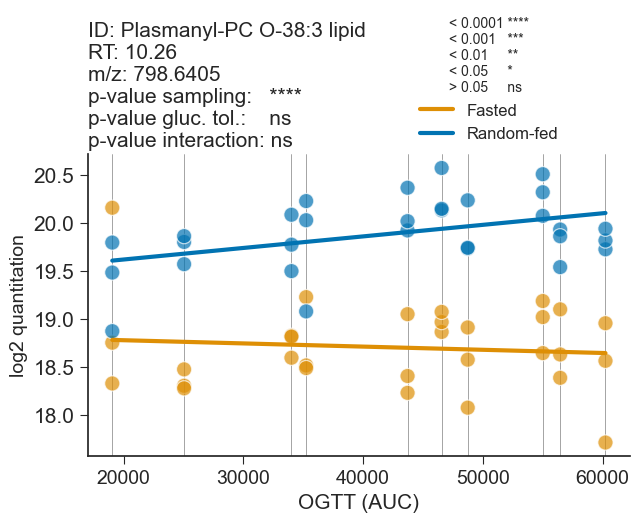 ID: Plasmanyl-PC O-38:3 lipid
RT: 10.26
m/z: 798.6405
p-value sampling: ****
p-value gluc. tol.: ns
p-value interaction: ns
< 0.0001 ****
< 0.001 ***
< 0.01 **
< 0.05 *
> 0.05 ns
Fasted
Random-fed
log2 quantitation
20.5
20.0
19.5
19.0
18.5
18.0
20000 30000 40000 50000 60000
OGTT (AUC)